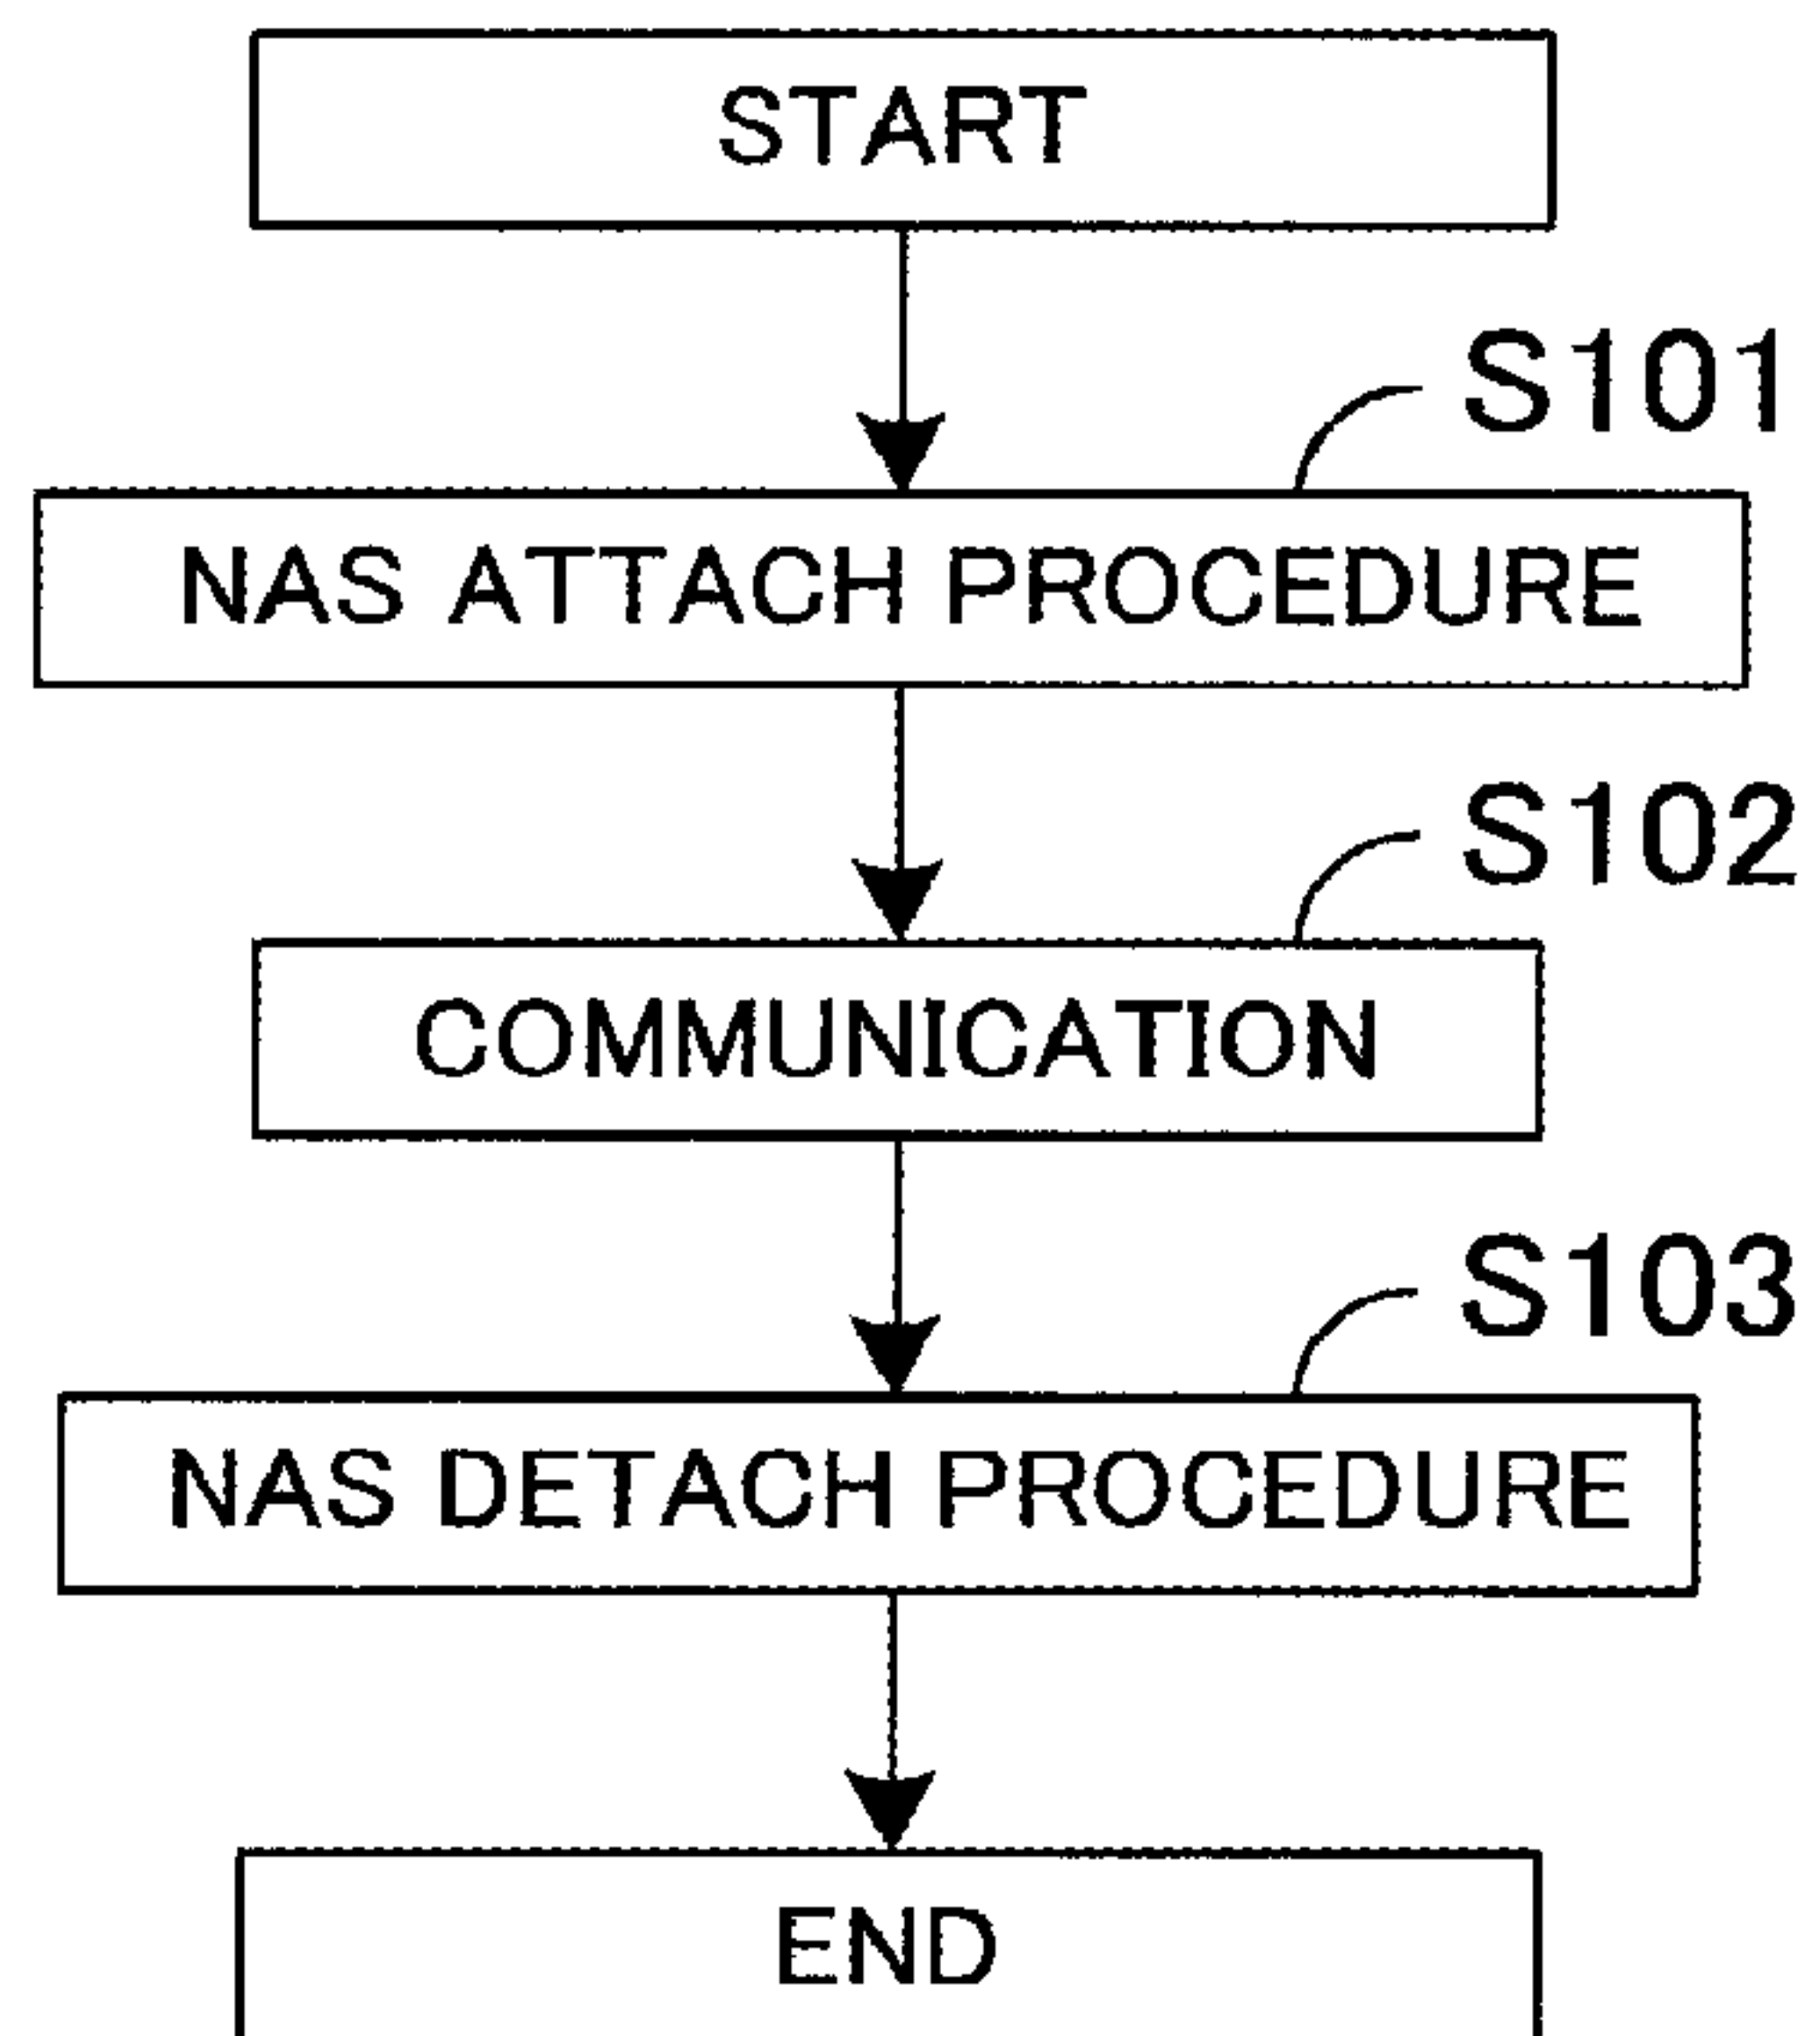 START
S101
NAS ATTACH PROCEDURE
S102
COMMUNICATION
S103
NAS DETACH PROCEDURE
END